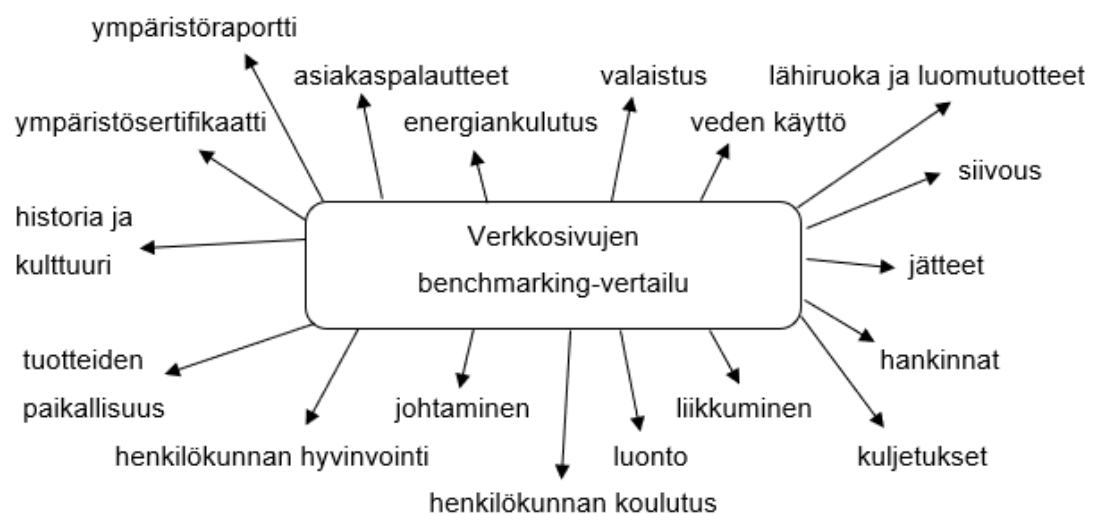 ympäristöraportti
asiakaspalautteet
valaistus
lähiruoka ja luomutuotteet
ympäristösertifikaatti
energiankulutus
veden käyttö
siivous
historia ja
kulttuuri
Verkkosivujen
benchmarking-vertailu
jätteet
tuotteiden
paikallisuus
hankinnat
johtaminen
liikkuminen
henkilökunnan hyvinvointi
luonto
kuljetukset
henkilökunnan koulutus